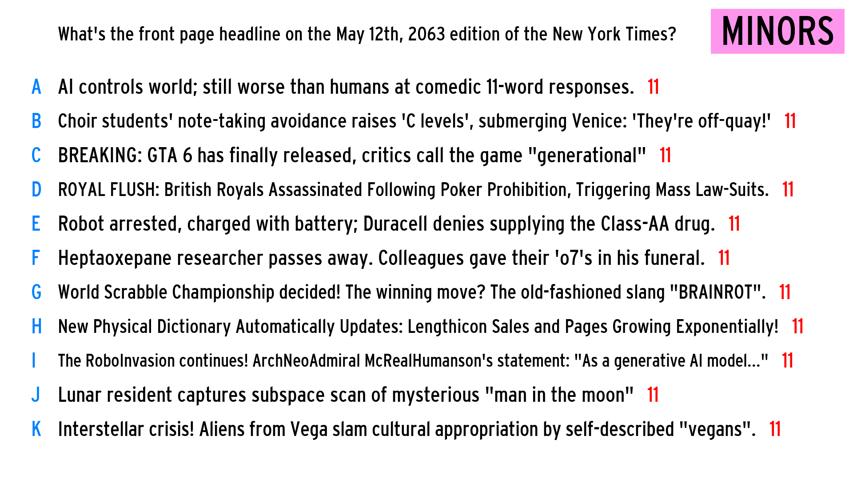 What's the front page headline on the May 12th, 2063 edition of the New York Times?
MINORS
A AI controls world; still worse than humans at comedic 11-word responses. 11
B Choir students' note-taking avoidance raises 'C levels', submerging Venice: 'They're off-quay!' 11
C BREAKING: GTA 6 has finally released, critics call the game "generational" 11
D ROYAL FLUSH: British Royals Assassinated Following Poker Prohibition, Triggering Mass Law-Suits. 11
E Robot arrested, charged with battery; Duracell denies supplying the Class-AA drug. 11
F Heptaoxepane researcher passes away. Colleagues gave their 'o7's in his funeral. 11
G World Scrabble Championship decided! The winning move? The old-fashioned slang "BRAINROT". 11
H New Physical Dictionary Automatically Updates: Lengthicon Sales and Pages Growing Exponentially! 11
I The RoboInvasion continues! ArchNeoAdmiral McRealHumanson's statement: "As a generative AI model..." 11
J Lunar resident captures subspace scan of mysterious "man in the moon" 11
K Interstellar crisis! Aliens from Vega slam cultural appropriation by self-described "vegans". 11